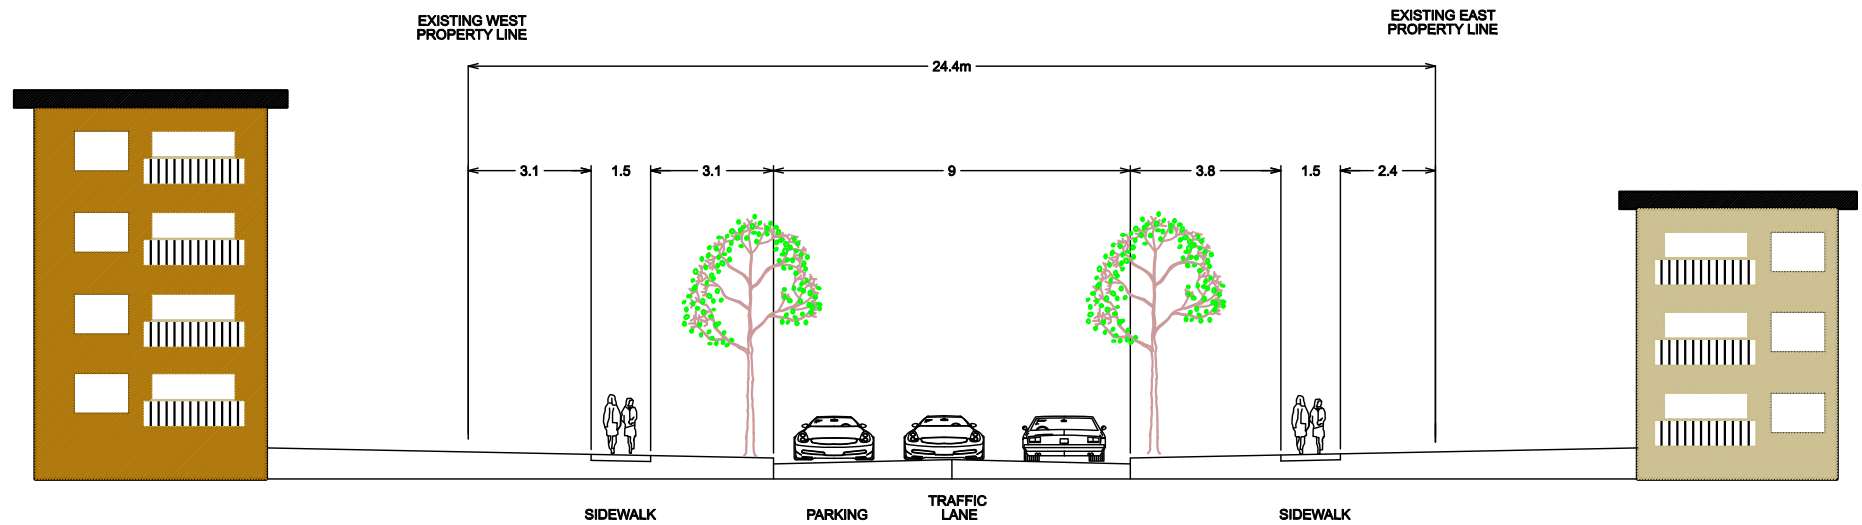 EXISTING WEST
PROPERTY LINE
EXISTING EAST
PROPERTY LINE
24.4m
3.1
1.5
3.1
9
3.8
1.5
2.4
SIDEWALK
PARKING
TRAFFIC
LANE
SIDEWALK